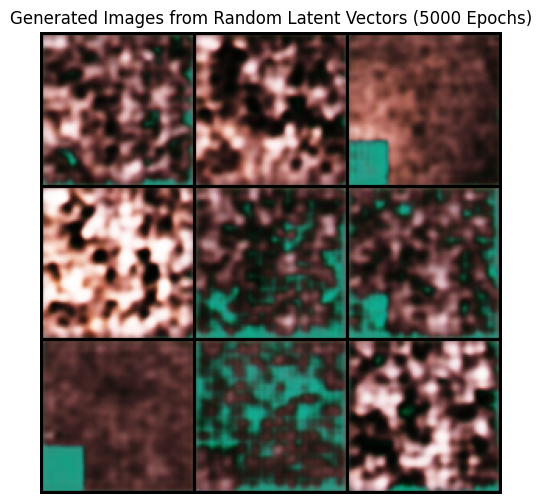 Generated Images from Random Latent Vectors (5000 Epochs)